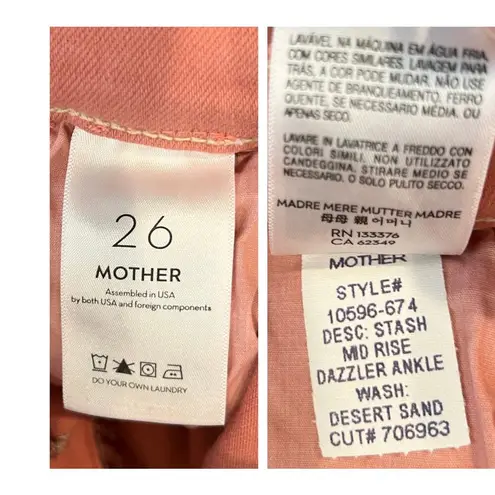 26
MOTHER
Assembled in USA
by both USA and foreign components
DO YOUR OWN LAUNDRY
LAVÁVEL NA MÁQUINA EM ÁGUA FRIA
COM CORES SIMILARES. LAVAGEM PARA
TRÁS, A COR PODE MUDAR, NÃO USE
AGENTE DE BRANQUEAMENTO. FERRO
QUENTE, SE NECESSÁRIO MÉDIA. OU
APENAS SECO.
LAVARE IN LAVATRICE A FREDDO CON
COLORI SIMILI. NON UTILIZZATO
CANDEGGINA. STIRARE MEDIO SE
NECESSARIO. O SOLO PULITO SECCO.
MADRE MERE MUTTER MADRE
母母 親 어머니
RN 133376
CA 62349
MOTHER
STYLE#
10596-674
DESC: STASH
MID RISE
DAZZLER ANKLE
WASH:
DESERT SAND
CUT# 706963